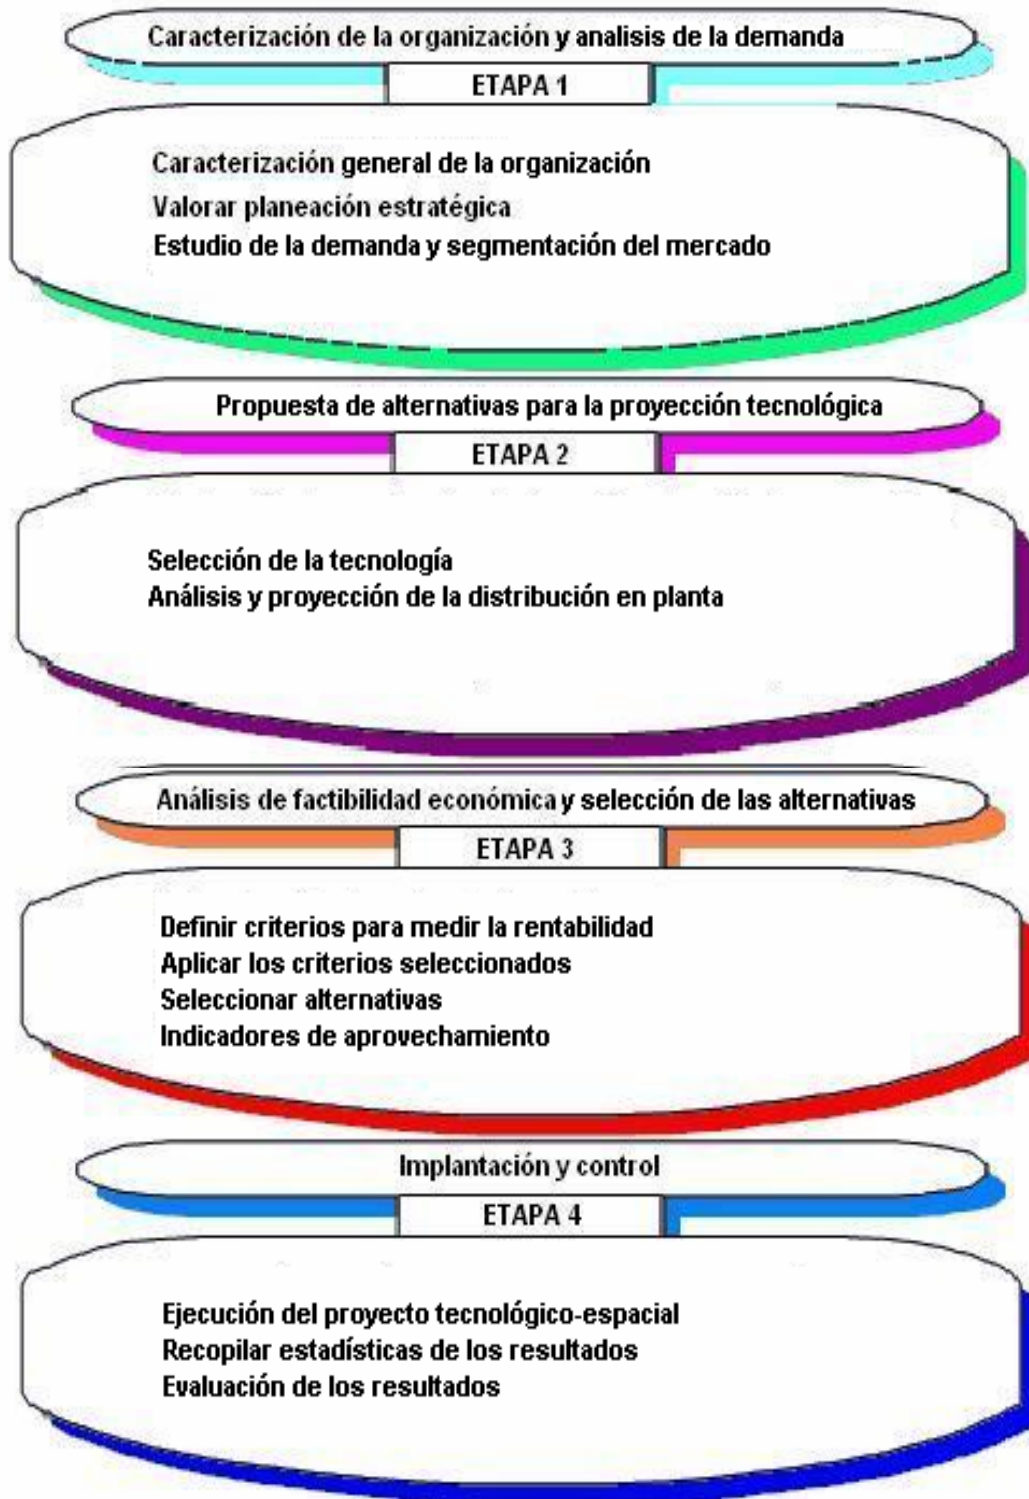 Caracterización de la organización y analisis de la demanda
ETAPA 1
Caracterización general de la organización
Valorar planeación estratégica
Estudio de la demanda y segmentación del mercado
Propuesta de alternativas para la proyección tecnológica
ETAPA 2
Selección de la tecnología
Análisis y proyección de la distribución en planta
Análisis de factibilidad económica y selección de las alternativas
ETAPA 3
Definir criterios para medir la rentabilidad
Aplicar los criterios seleccionados
Seleccionar alternativas
Indicadores de aprovechamiento
Implantación y control
ETAPA 4
Ejecución del proyecto tecnológico-espacial
Recopilar estadísticas de los resultados
Evaluación de los resultados